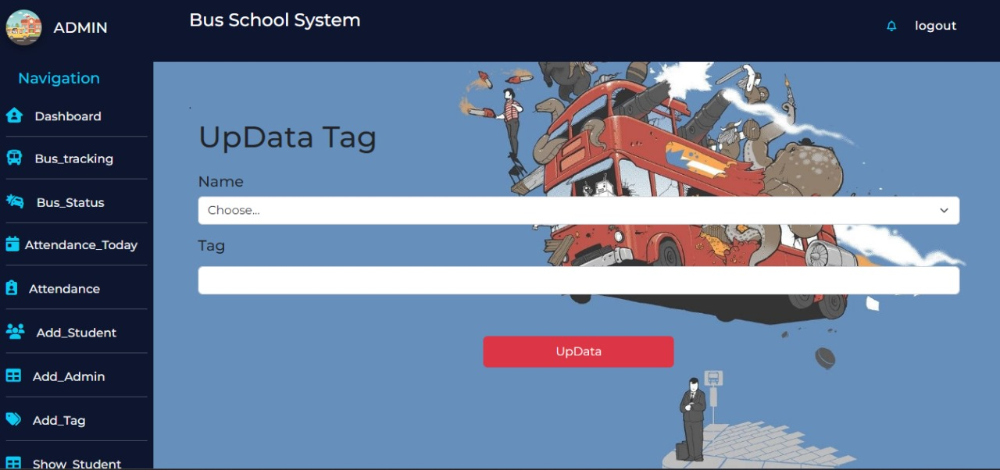 ADMIN
Bus School System
logout
Navigation
Dashboard
Bus_tracking
Bus_Status
Attendance_Today
Attendance
Add_Student
Add_Admin
Add_Tag
Show_Student
.
UpData Tag
Name
Choose...
Tag
UpData